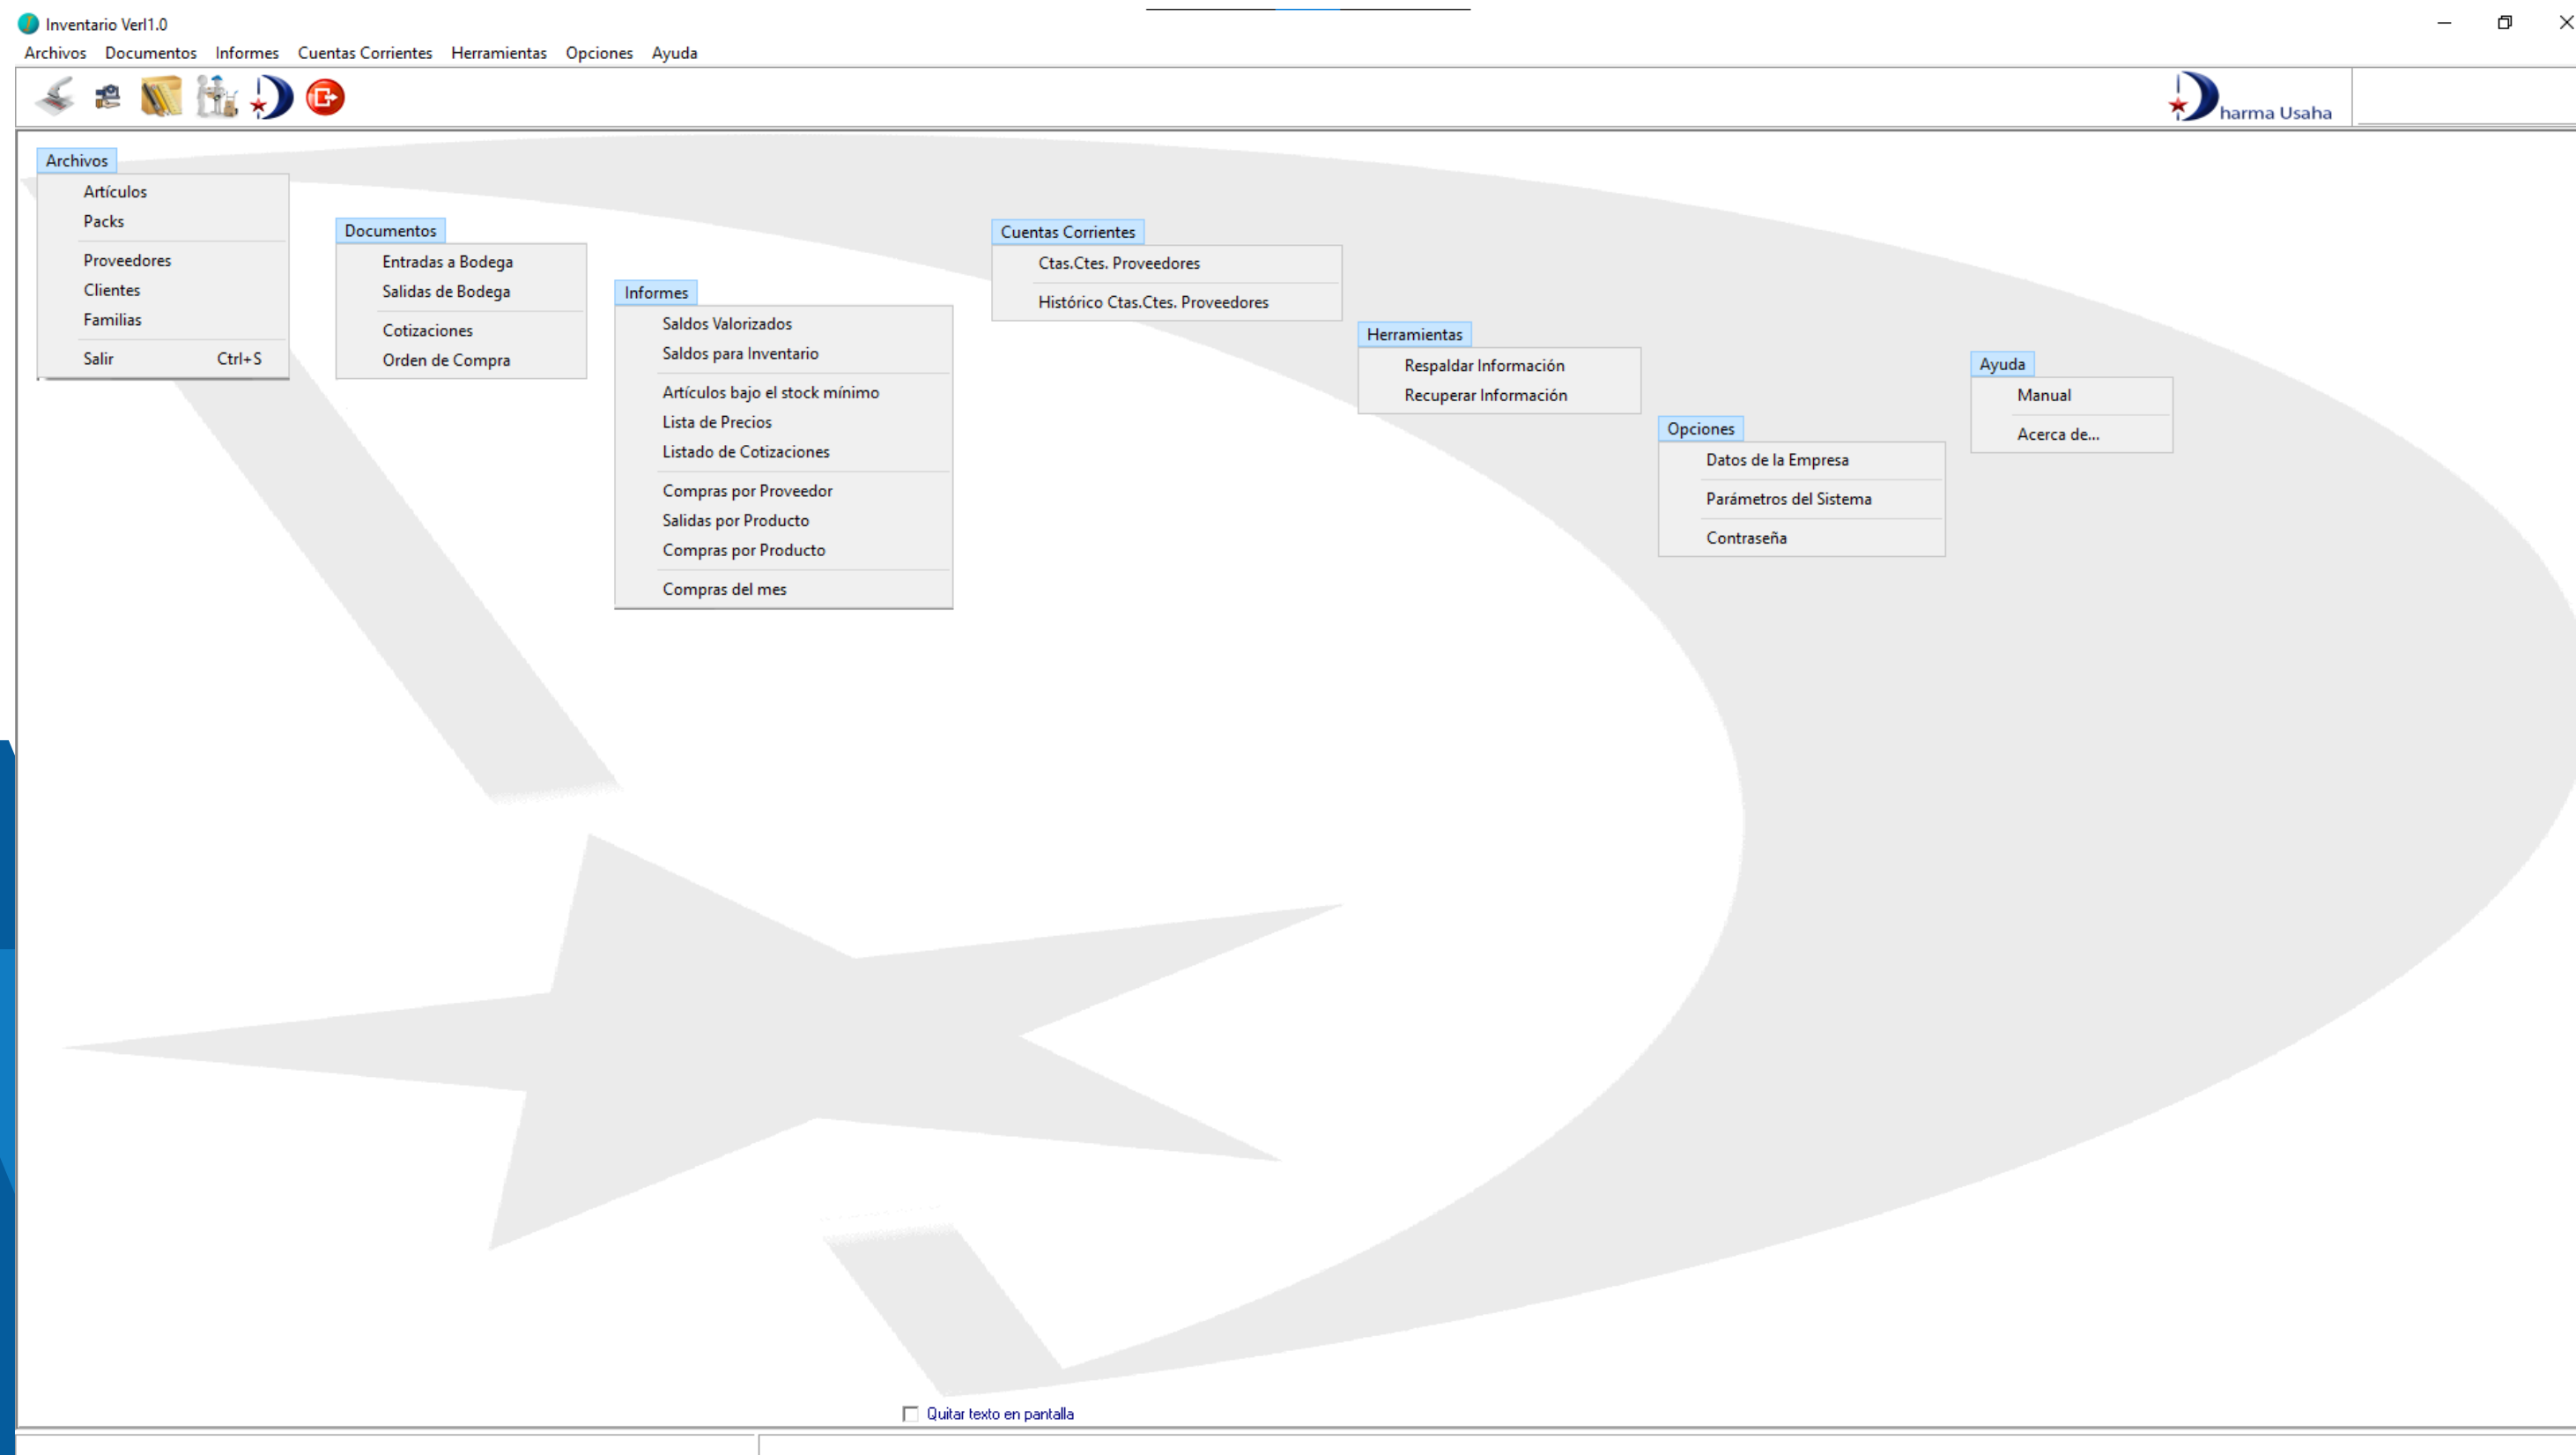 Inventario VerI1.0
Archivos Documentos Informes Cuentas Corrientes Herramientas Opciones Ayuda
harma Usaha
Archivos
Artículos
Packs
Proveedores
Clientes
Familias
Salir Ctrl+S
Documentos
Entradas a Bodega
Salidas de Bodega
Cotizaciones
Orden de Compra
Informes
Saldos Valorizados
Saldos para Inventario
Artículos bajo el stock mínimo
Lista de Precios
Listado de Cotizaciones
Compras por Proveedor
Salidas por Producto
Compras por Producto
Compras del mes
Cuentas Corrientes
Ctas.Ctes. Proveedores
Histórico Ctas.Ctes. Proveedores
Herramientas
Respaldar Información
Recuperar Información
Opciones
Datos de la Empresa
Parámetros del Sistema
Contraseña
Ayuda
Manual
Acerca de...
Quitar texto en pantalla